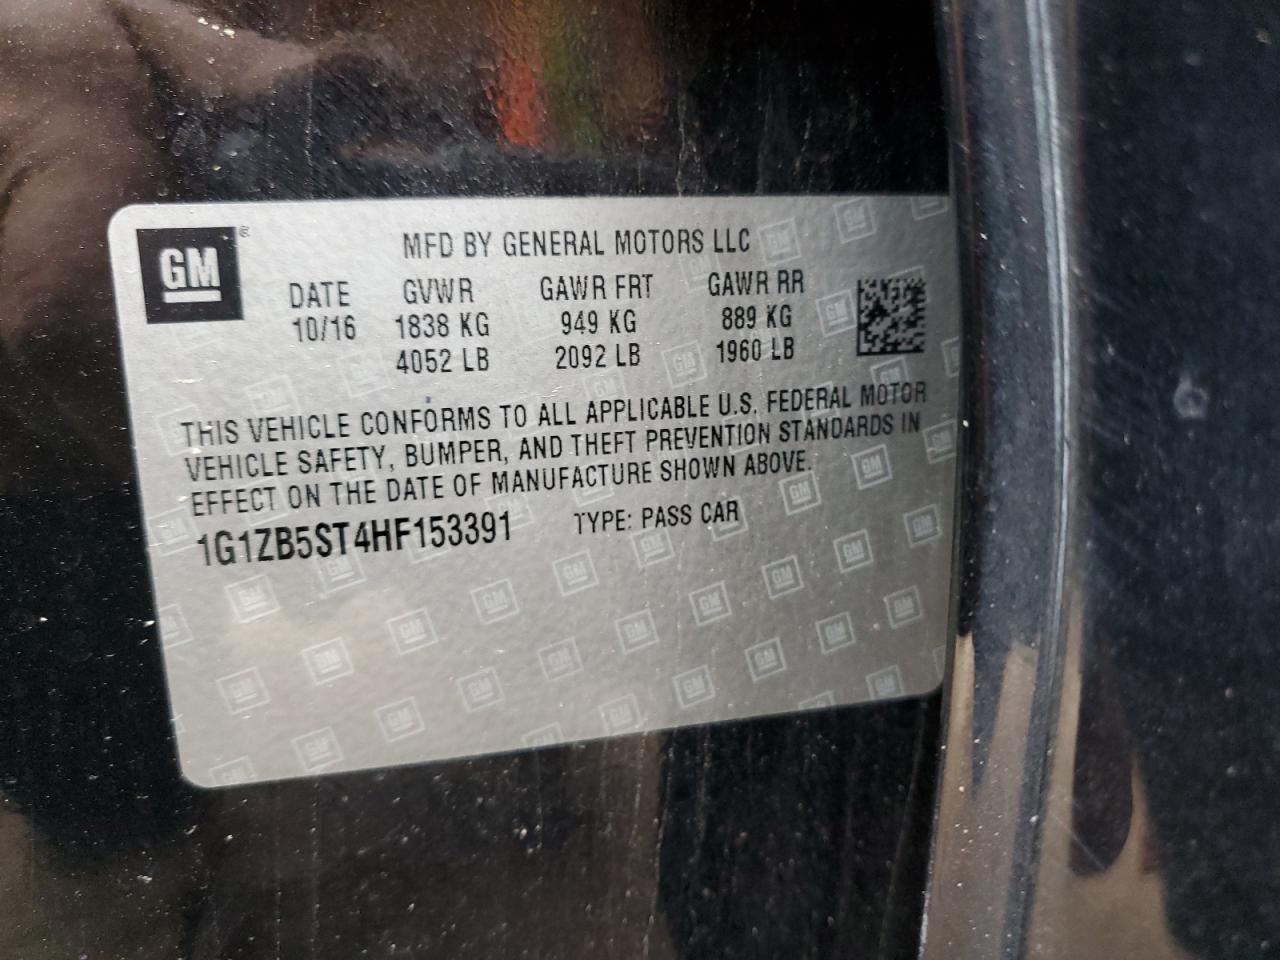 GM®
MFD BY GENERAL MOTORS LLC
DATE GVWR GAWR FRT GAWR RR
10/16 1838 KG 949 KG 889 KG
4052 LB 2092 LB 1960 LB
THIS VEHICLE CONFORMS TO ALL APPLICABLE U.S. FEDERAL MOTOR
VEHICLE SAFETY, BUMPER, AND THEFT PREVENTION STANDARDS IN
EFFECT ON THE DATE OF MANUFACTURE SHOWN ABOVE.
1G1ZB5ST4HF153391 TYPE: PASS CAR